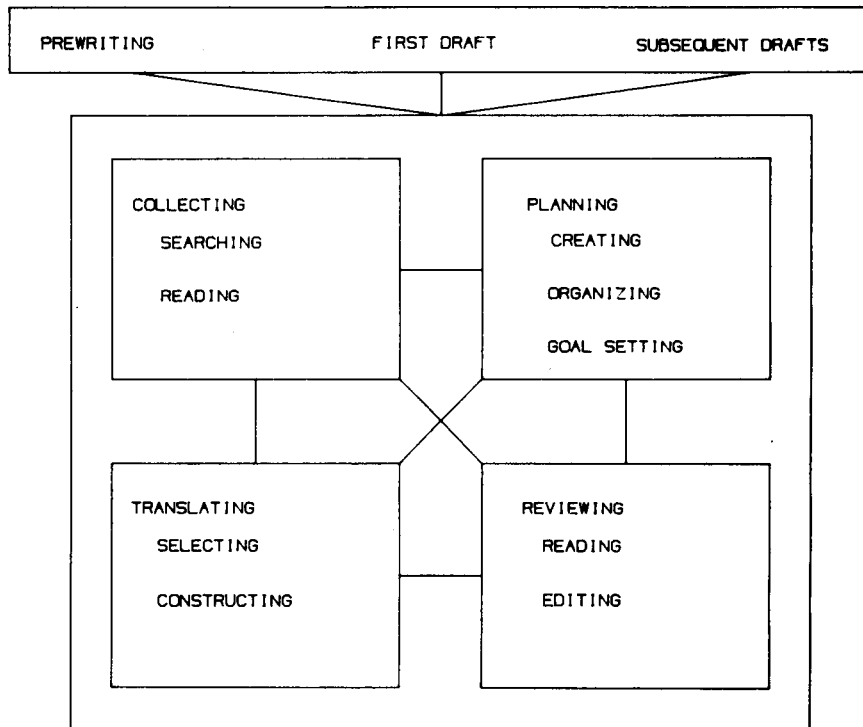 PREWRITING FIRST DRAFT SUBSEQUENT DRAFTS
COLLECTING
SEARCHING
READING
PLANNING
CREATING
ORGANIZING
GOAL SETTING
TRANSLATING
SELECTING
CONSTRUCTING
REVIEWING
READING
EDITING